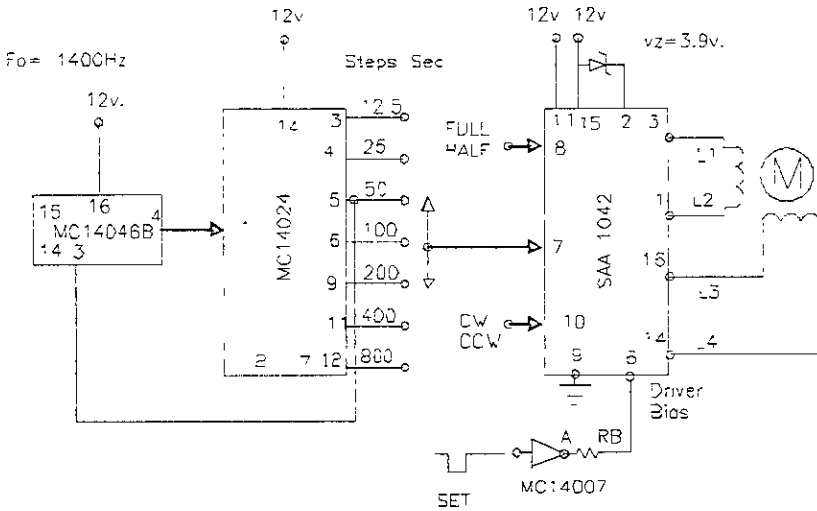 12v
12v 12v
vz=3.9v.
Fo= 1400Hz
Steps Sec
12v.
14
3
12.5
FULL
HALF
8
1
11
15
2
3
L1
4
25
15
16
4
MC14046B
14
3
5
50
MC14024
6
100
7
SAA 1042
1
L2
M
9
200
16
L3
11
400
CW
CCW
10
14
L4
2
7
12
800
9
6
Driver
Bias
A
RB
MC14007
SET